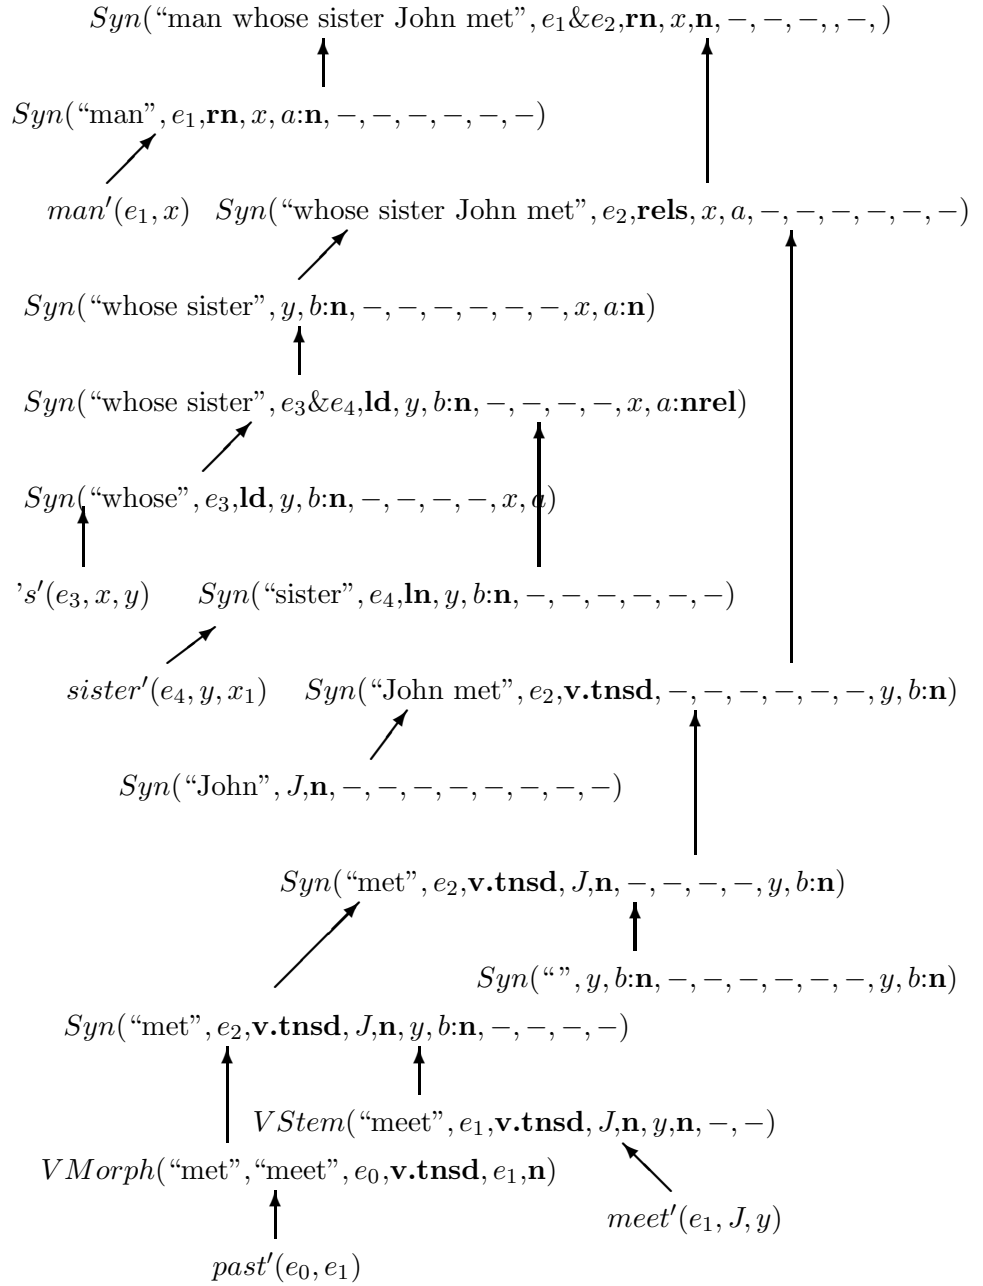 Syn(“man whose sister John met”, e₁&e₂,rn, x,n, −, −, −, , −, )
Syn(“man”, e₁,rn, x, a:n, −, −, −, −, −, −)
man′(e₁, x) Syn(“whose sister John met”, e₂,rels, x, a, −, −, −, −, −, −)
Syn(“whose sister”, y, b:n, −, −, −, −, −, −, x, a:n)
Syn(“whose sister”, e₃&e₄,ld, y, b:n, −, −, −, −, x, a:nrel)
Syn(“whose”, e₃,ld, y, b:n, −, −, −, −, x, a)
’s′(e₃, x, y) Syn(“sister”, e₄,ln, y, b:n, −, −, −, −, −, −)
sister′(e₄, y, x₁) Syn(“John met”, e₂,v.tnsd, −, −, −, −, −, −, y, b:n)
Syn(“John”, J,n, −, −, −, −, −, −, −, −)
Syn(“met”, e₂,v.tnsd, J,n, −, −, −, −, y, b:n)
Syn(“ ”, y, b:n, −, −, −, −, −, −, y, b:n)
Syn(“met”, e₂,v.tnsd, J,n, y, b:n, −, −, −, −)
VStem(“meet”, e₁,v.tnsd, J,n, y,n, −, −)
VMorph(“met”,“meet”, e₀,v.tnsd, e₁,n)
meet′(e₁, J, y)
past′(e₀, e₁)